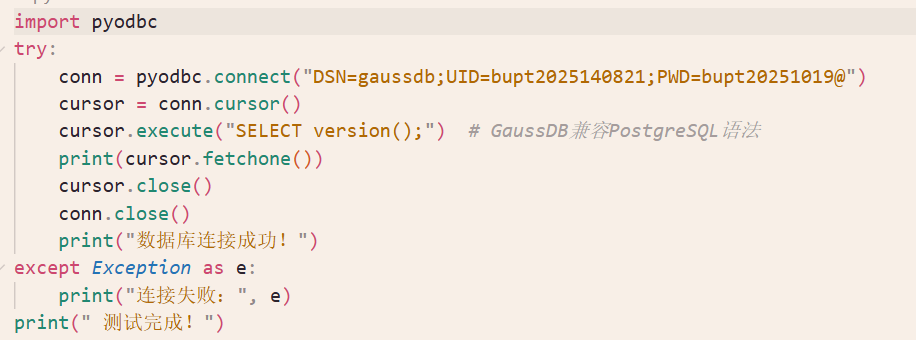 import pyodbc
try:
    conn = pyodbc.connect("DSN=gaussdb;UID=bupt2025140821;PWD=bupt20251019@")
    cursor = conn.cursor()
    cursor.execute("SELECT version();")  # GaussDB兼容PostgreSQL语法
    print(cursor.fetchone())
    cursor.close()
    conn.close()
    print("数据库连接成功！")
except Exception as e:
    print("连接失败：", e)
print(" 测试完成！")